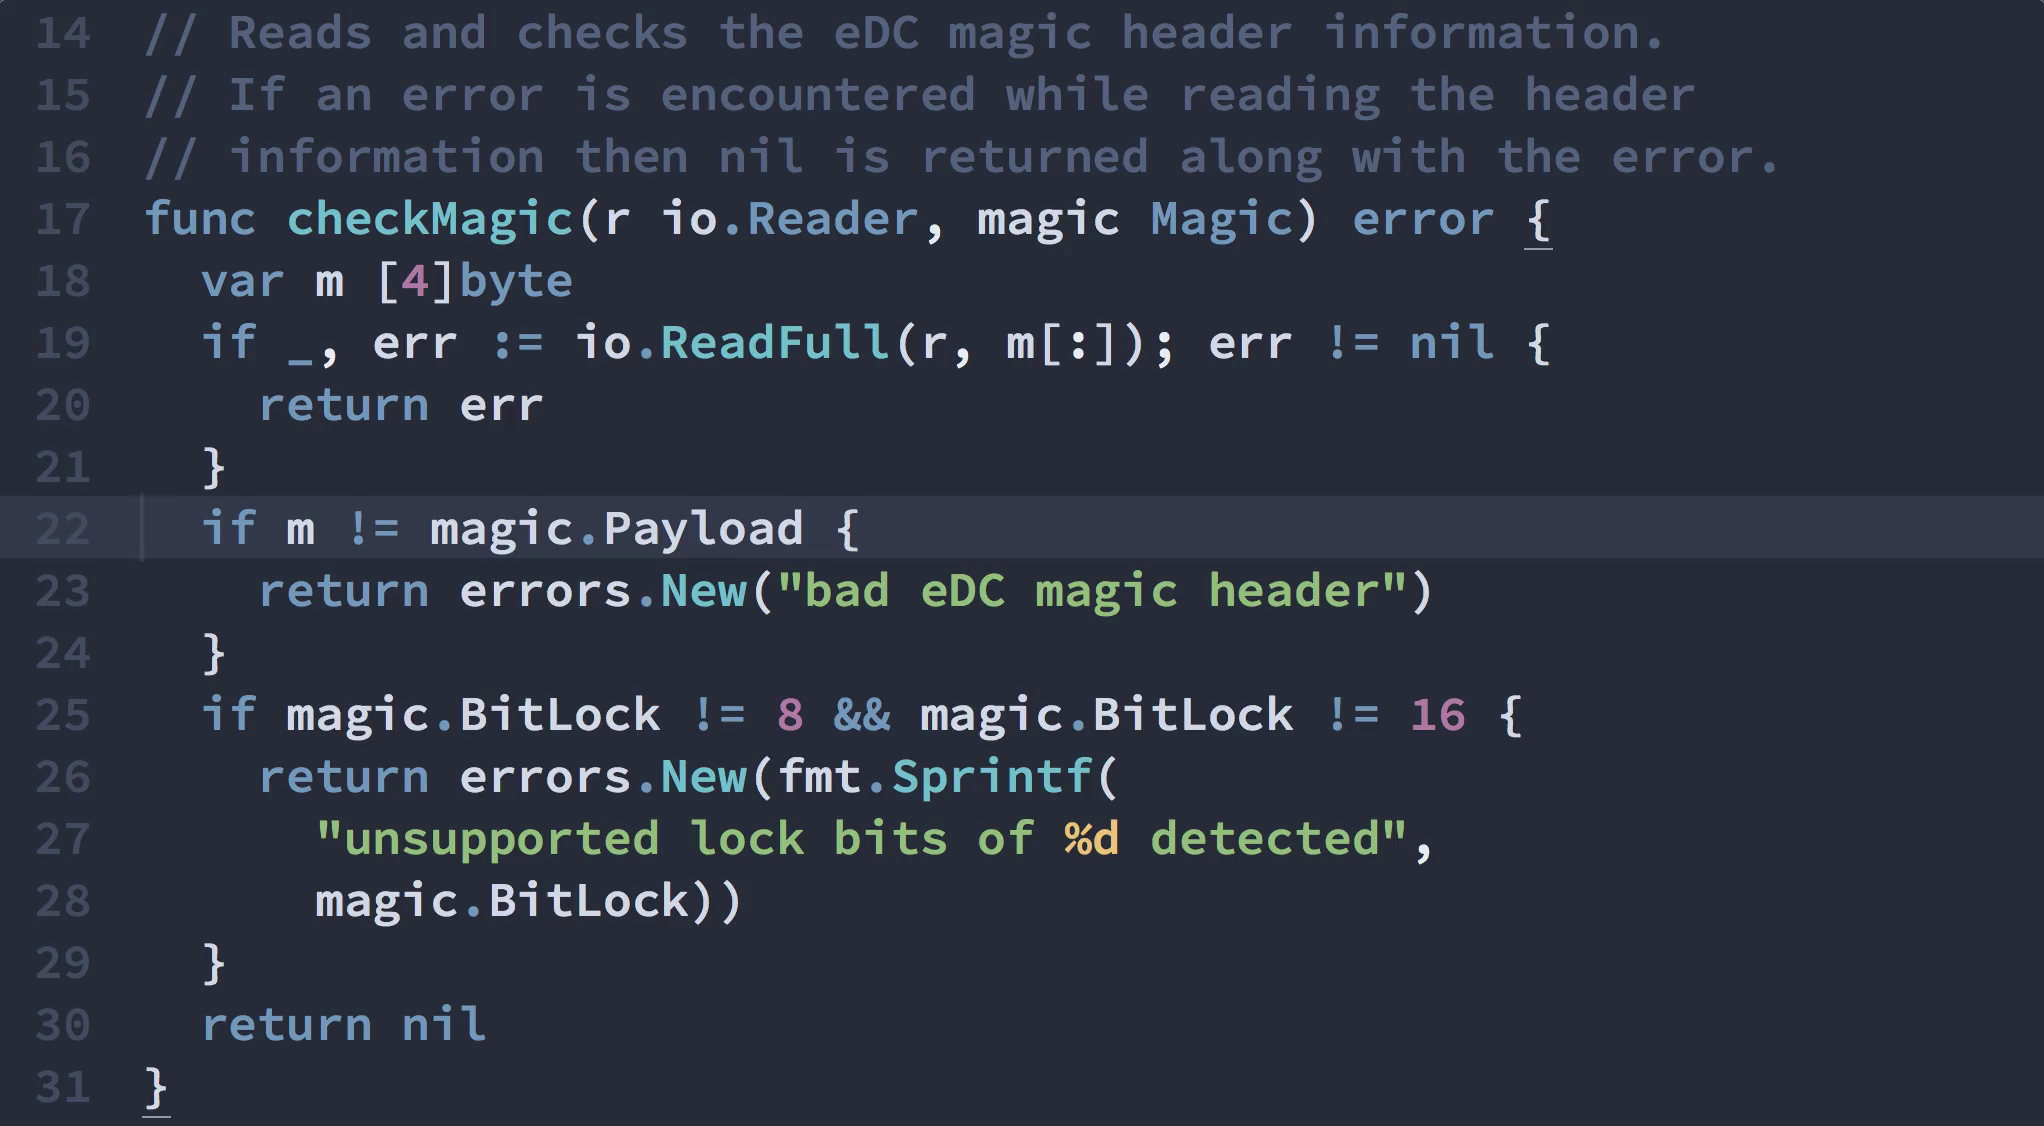 14 // Reads and checks the eDC magic header information.
15 // If an error is encountered while reading the header
16 // information then nil is returned along with the error.
17 func checkMagic(r io.Reader, magic Magic) error {
18   var m [4]byte
19   if _, err := io.ReadFull(r, m[:]); err != nil {
20     return err
21   }
22   if m != magic.Payload {
23     return errors.New("bad eDC magic header")
24   }
25   if magic.BitLock != 8 && magic.BitLock != 16 {
26     return errors.New(fmt.Sprintf(
27       "unsupported lock bits of %d detected",
28       magic.BitLock))
29   }
30   return nil
31 }